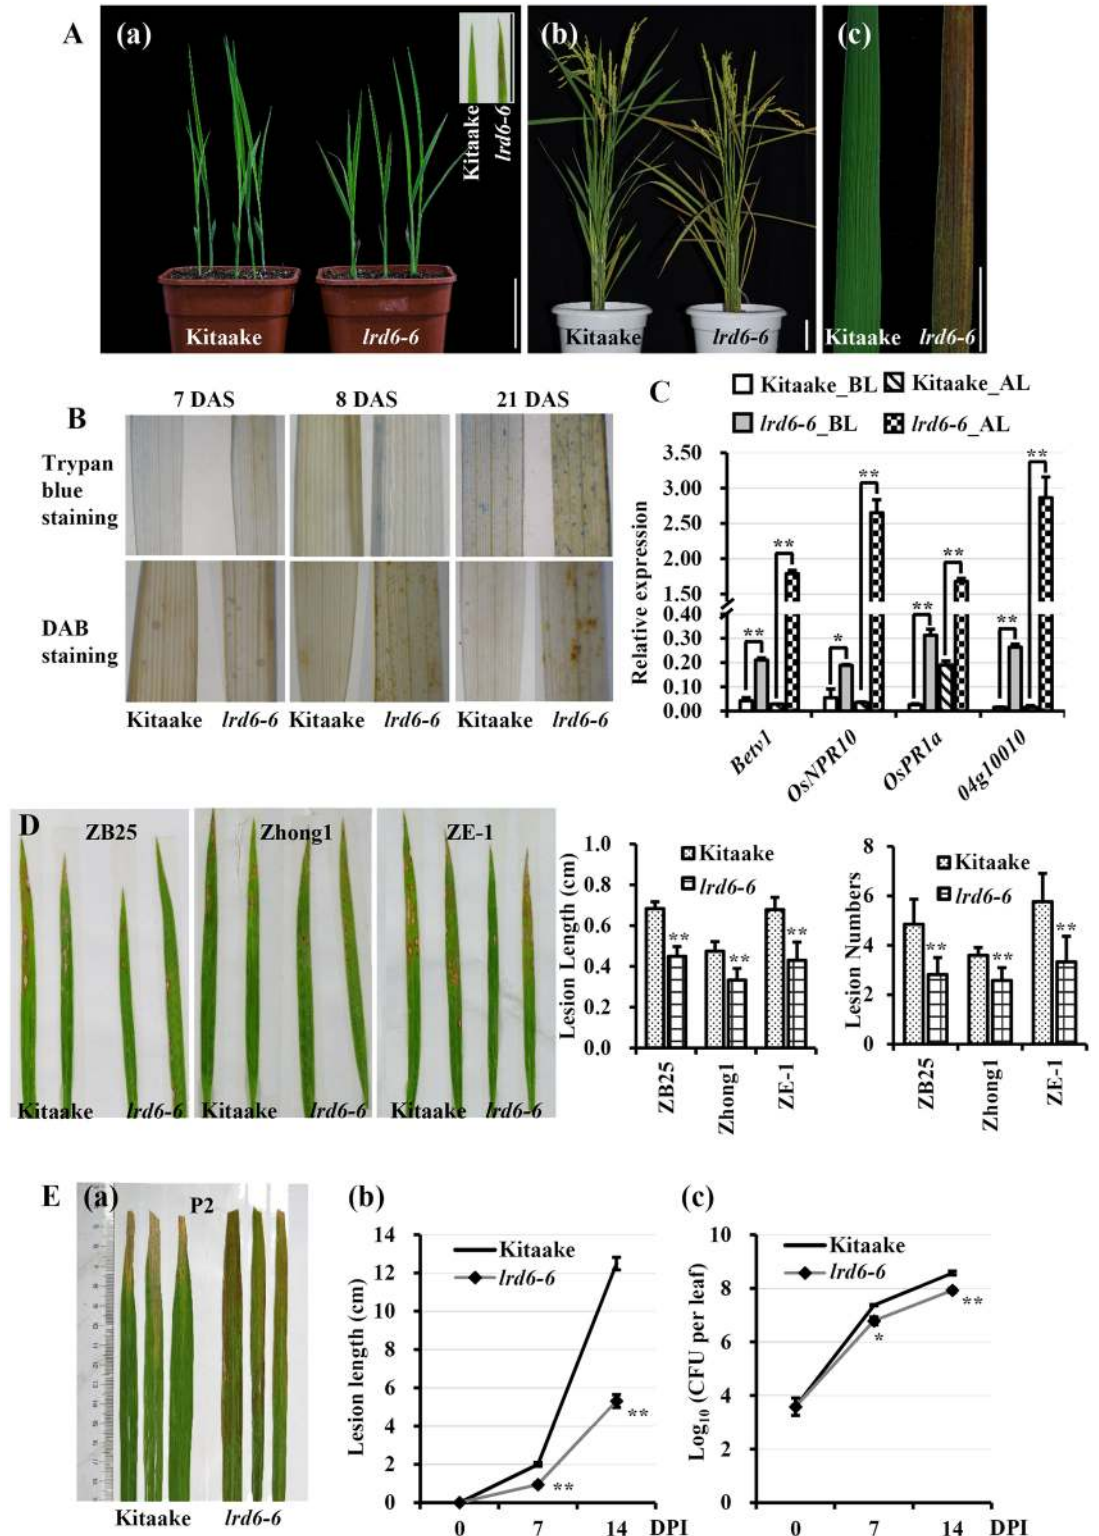 A (a) (b) (c)
Kitaake
lrd6-6
Kitaake lrd6-6
Kitaake lrd6-6
Kitaake lrd6-6
B
7 DAS 8 DAS 21 DAS
Trypan
blue
staining
DAB
staining
Kitaake lrd6-6 Kitaake lrd6-6 Kitaake lrd6-6
C
Kitaake_BL Kitaake_AL
lrd6-6_BL lrd6-6_AL
Relative expression
3.50
3.00
2.50
2.00
1.50
0.40
0.30
0.20
0.10
0.00
** ** * ** ** ** ** **
Betv1 OsNPR10 OsPR1a 04g10010
D
ZB25 Zhong1 ZE-1
Kitaake lrd6-6 Kitaake lrd6-6 Kitaake lrd6-6
Lesion Length (cm)
1.0
0.8
0.6
0.4
0.2
0.0
Kitaake
lrd6-6
** ** **
ZB25 Zhong1 ZE-1
Lesion Numbers
8
6
4
2
0
Kitaake
lrd6-6
** ** **
ZB25 Zhong1 ZE-1
E (a) (b) (c)
P2
Kitaake lrd6-6
Lesion length (cm)
14
12
10
8
6
4
2
0
Kitaake
lrd6-6
** **
0 7 14 DPI
Log10 (CFU per leaf)
10
8
6
4
2
0
Kitaake
lrd6-6
* **
0 7 14 DPI